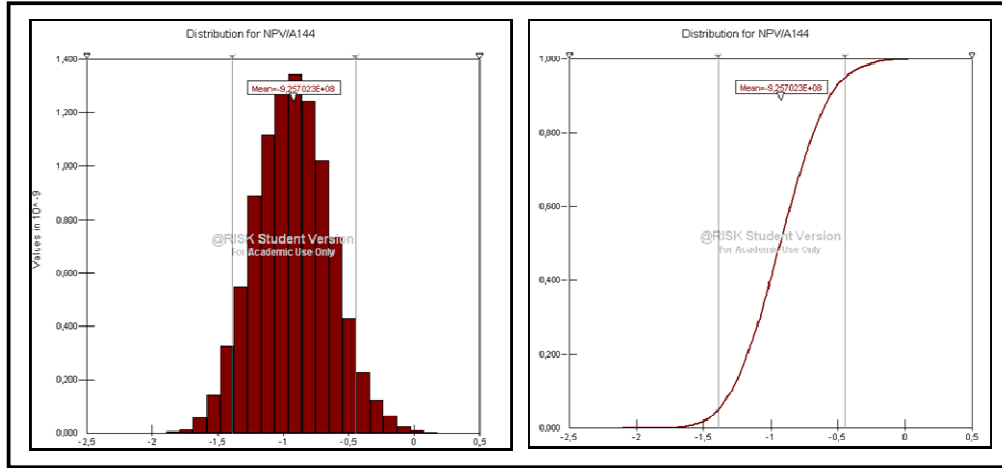 Distribution for NPV/A144
1,400
Mean=-9,257023E+08
1,200
1,000
0,800
@RISK Student Version
For Academic Use Only
0,600
0,400
0,200
0,000
-2,5 -2 -1,5 -1 -0,5 0 0,5
Values in 10^ -9
Distribution for NPV/A144
1,000
Mean=-9,257023E+08
0,800
0,600
@RISK Student Version
For Academic Use Only
0,400
0,200
0,000
-2,5 -2 -1,5 -1 -0,5 0 0,5